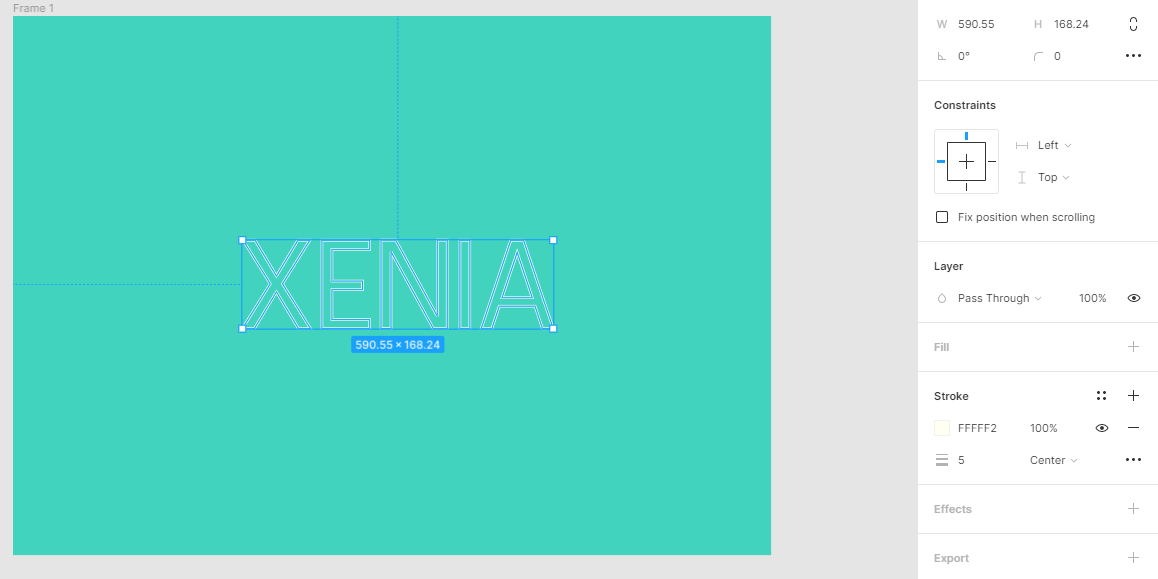 Frame 1
XENIA
590.55 × 168.24
W 590.55 H 168.24
0° 0
Constraints
Left
Top
Fix position when scrolling
Layer
Pass Through 100%
Fill
Stroke
FFFFF2 100%
5 Center
Effects
Export